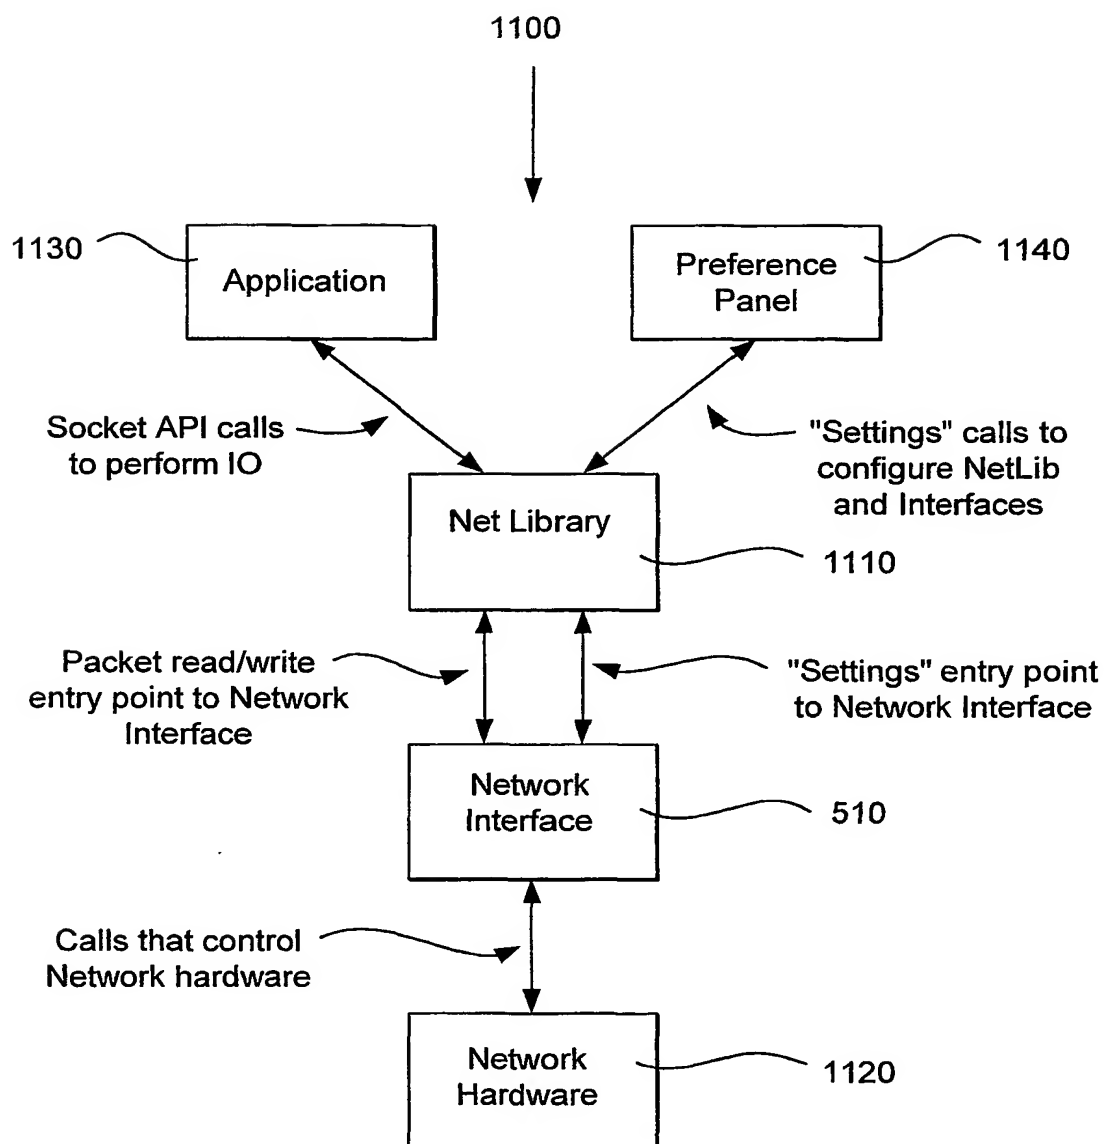 1100
1130
Application
Preference
Panel
1140
Socket API calls
to perform IO
"Settings" calls to
configure NetLib
and Interfaces
Net Library
1110
Packet read/write
entry point to Network
Interface
"Settings" entry point
to Network Interface
Network
Interface
510
Calls that control
Network hardware
Network
Hardware
1120